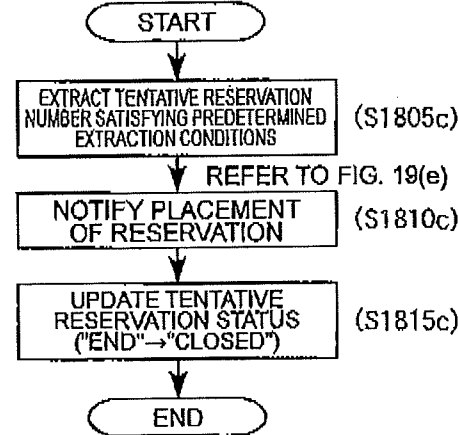 START
EXTRACT TENTATIVE RESERVATION
NUMBER SATISFYING PREDETERMINED
EXTRACTION CONDITIONS
(S1805c)
REFER TO FIG. 19(e)
NOTIFY PLACEMENT
OF RESERVATION
(S1810c)
UPDATE TENTATIVE
RESERVATION STATUS
("END"→"CLOSED")
(S1815c)
END